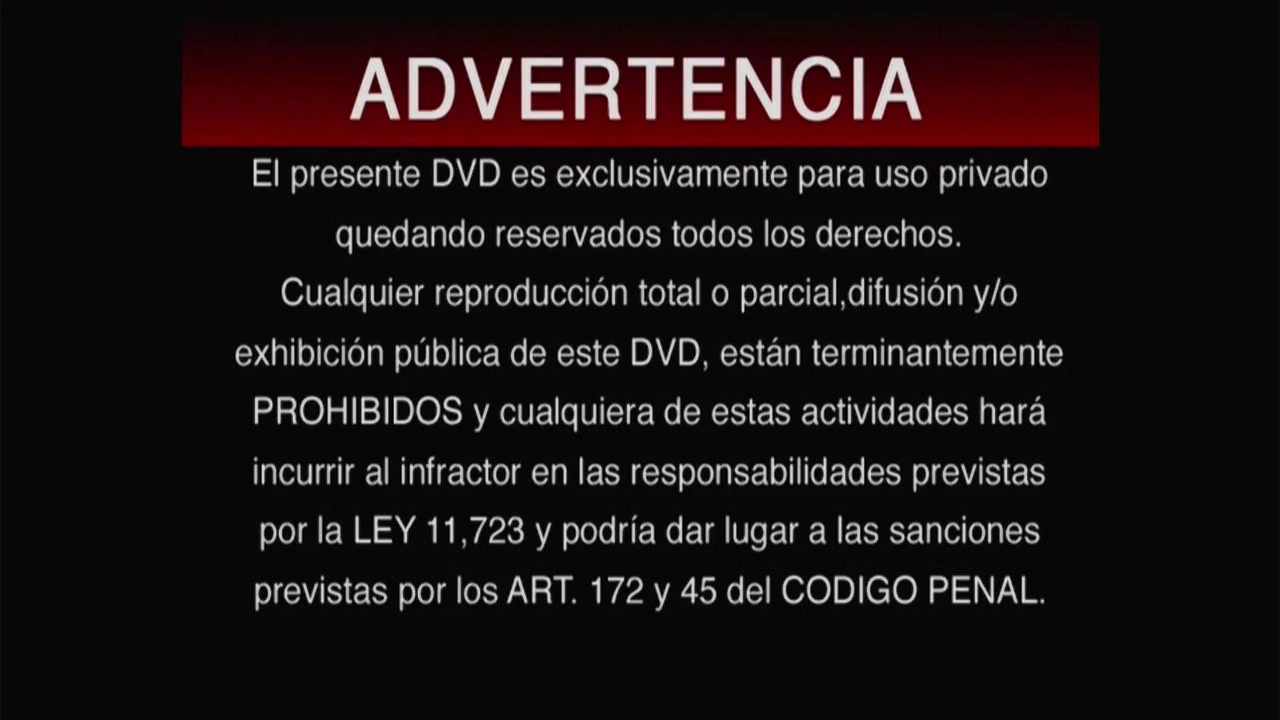 ADVERTENCIA
El presente DVD es exclusivamente para uso privado
quedando reservados todos los derechos.
Cualquier reproducción total o parcial,difusión y/o
exhibición pública de este DVD, están terminantemente
PROHIBIDOS y cualquiera de estas actividades hará
incurrir al infractor en las responsabilidades previstas
por la LEY 11,723 y podría dar lugar a las sanciones
previstas por los ART. 172 y 45 del CODIGO PENAL.